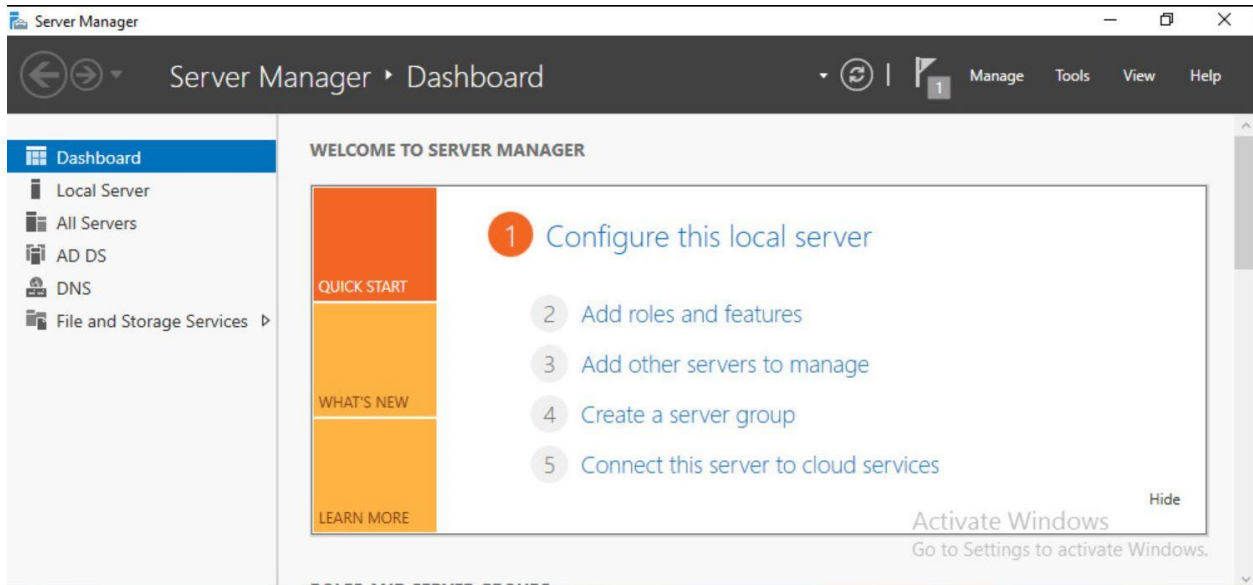 Server Manager
Server Manager ‣ Dashboard
1
Manage Tools View Help
Dashboard
Local Server
All Servers
AD DS
DNS
File and Storage Services
WELCOME TO SERVER MANAGER
QUICK START
WHAT'S NEW
LEARN MORE
1 Configure this local server
2 Add roles and features
3 Add other servers to manage
4 Create a server group
5 Connect this server to cloud services
Hide
Activate Windows
Go to Settings to activate Windows.